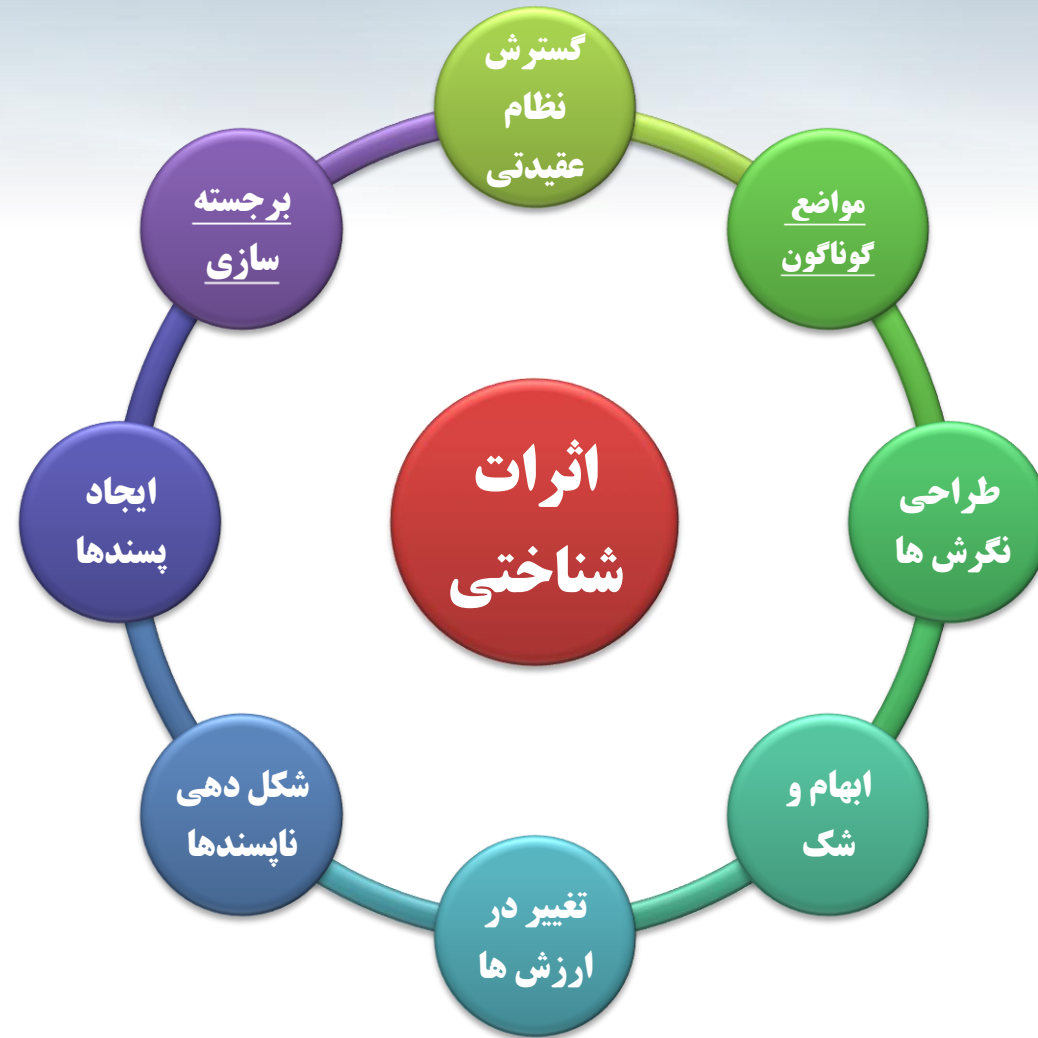 گسترش
نظام
عقیدتی
مواضع
گوناگون
طراحی
نگرش ها
ابهام و
شک
تغییر در
ارزش ها
شکل دهی
ناپسندها
ایجاد
پسندها
برجسته
سازی
اثرات
شناختی